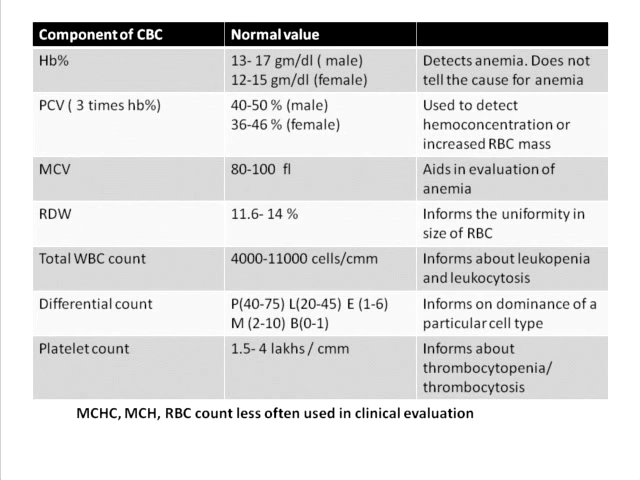 Component of CBC Normal value
Hb% 13- 17 gm/dl ( male) Detects anemia. Does not
12-15 gm/dl (female) tell the cause for anemia
PCV ( 3 times hb%) 40-50 % (male) Used to detect
36-46 % (female) hemoconcentration or
increased RBC mass
MCV 80-100 fl Aids in evaluation of
anemia
RDW 11.6- 14 % Informs the uniformity in
size of RBC
Total WBC count 4000-11000 cells/cmm Informs about leukopenia
and leukocytosis
Differential count P(40-75) L(20-45) E (1-6) Informs on dominance of a
M (2-10) B(0-1) particular cell type
Platelet count 1.5- 4 lakhs / cmm Informs about
thrombocytopenia/
thrombocytosis
MCHC, MCH, RBC count less often used in clinical evaluation